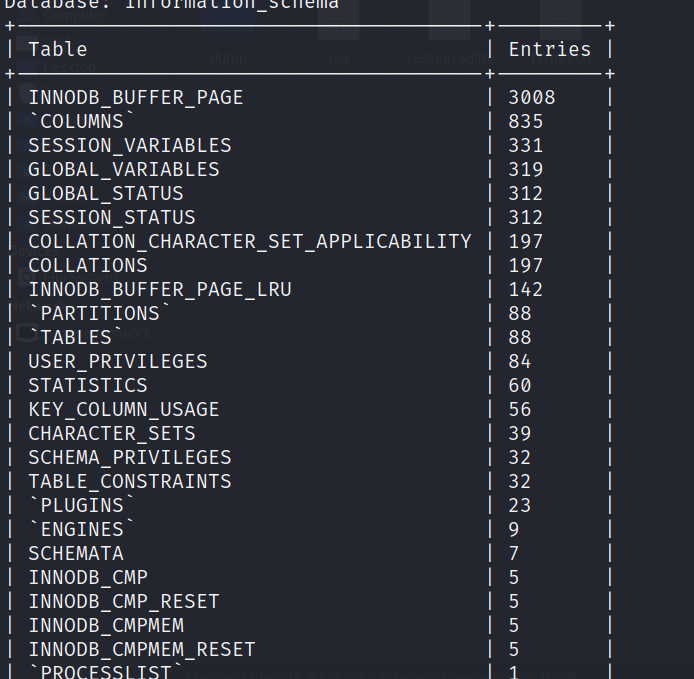 Database: information_schema
+---------------------------------------+---------+
| Table | Entries |
+---------------------------------------+---------+
| INNODB_BUFFER_PAGE | 3008 |
| `COLUMNS` | 835 |
| SESSION_VARIABLES | 331 |
| GLOBAL_VARIABLES | 319 |
| GLOBAL_STATUS | 312 |
| SESSION_STATUS | 312 |
| COLLATION_CHARACTER_SET_APPLICABILITY | 197 |
| COLLATIONS | 197 |
| INNODB_BUFFER_PAGE_LRU | 142 |
| `PARTITIONS` | 88 |
| `TABLES` | 88 |
| USER_PRIVILEGES | 84 |
| STATISTICS | 60 |
| KEY_COLUMN_USAGE | 56 |
| CHARACTER_SETS | 39 |
| SCHEMA_PRIVILEGES | 32 |
| TABLE_CONSTRAINTS | 32 |
| `PLUGINS` | 23 |
| `ENGINES` | 9 |
| SCHEMATA | 7 |
| INNODB_CMP | 5 |
| INNODB_CMP_RESET | 5 |
| INNODB_CMPMEM | 5 |
| INNODB_CMPMEM_RESET | 5 |
| `PROCESSLIST` | 1 |